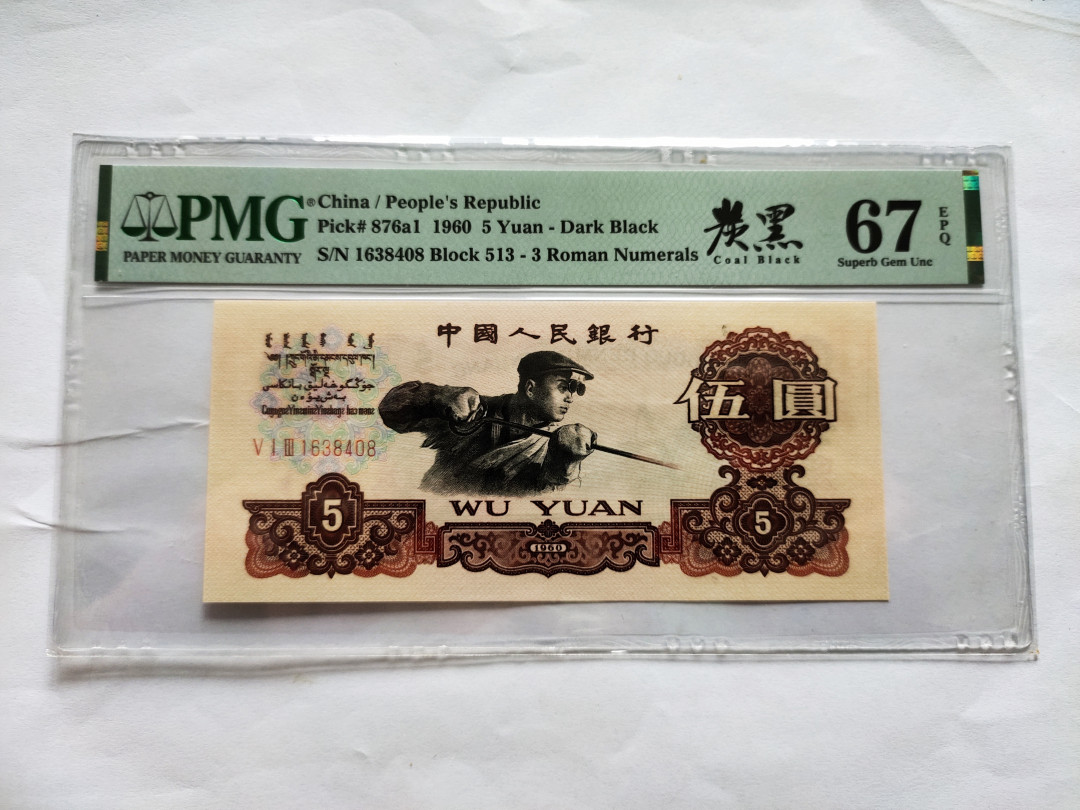 PMG®
PAPER MONEY GUARANTY
China / People's Republic
Pick# 876a1 1960 5 Yuan - Dark Black
S/N 1638408 Block 513 - 3 Roman Numerals
炭黑
Coal Black
67
EPQ
Superb Gem Unc
中國人民銀行
V I III 1638408
伍圓
WU YUAN
5
1960
5